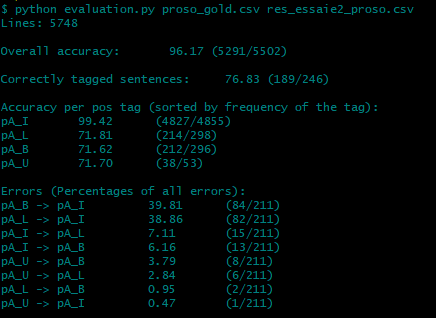 $ python evaluation.py proso_gold.csv res_essaie2_proso.csv
Lines: 5748
Overall accuracy: 96.17 (5291/5502)
Correctly tagged sentences: 76.83 (189/246)
Accuracy per pos tag (sorted by frequency of the tag):
pA_I 99.42 (4827/4855)
pA_L 71.81 (214/298)
pA_B 71.62 (212/296)
pA_U 71.70 (38/53)
Errors (Percentages of all errors):
pA_B -> pA_I 39.81 (84/211)
pA_L -> pA_I 38.86 (82/211)
pA_I -> pA_L 7.11 (15/211)
pA_I -> pA_B 6.16 (13/211)
pA_U -> pA_B 3.79 (8/211)
pA_U -> pA_L 2.84 (6/211)
pA_L -> pA_B 0.95 (2/211)
pA_U -> pA_I 0.47 (1/211)